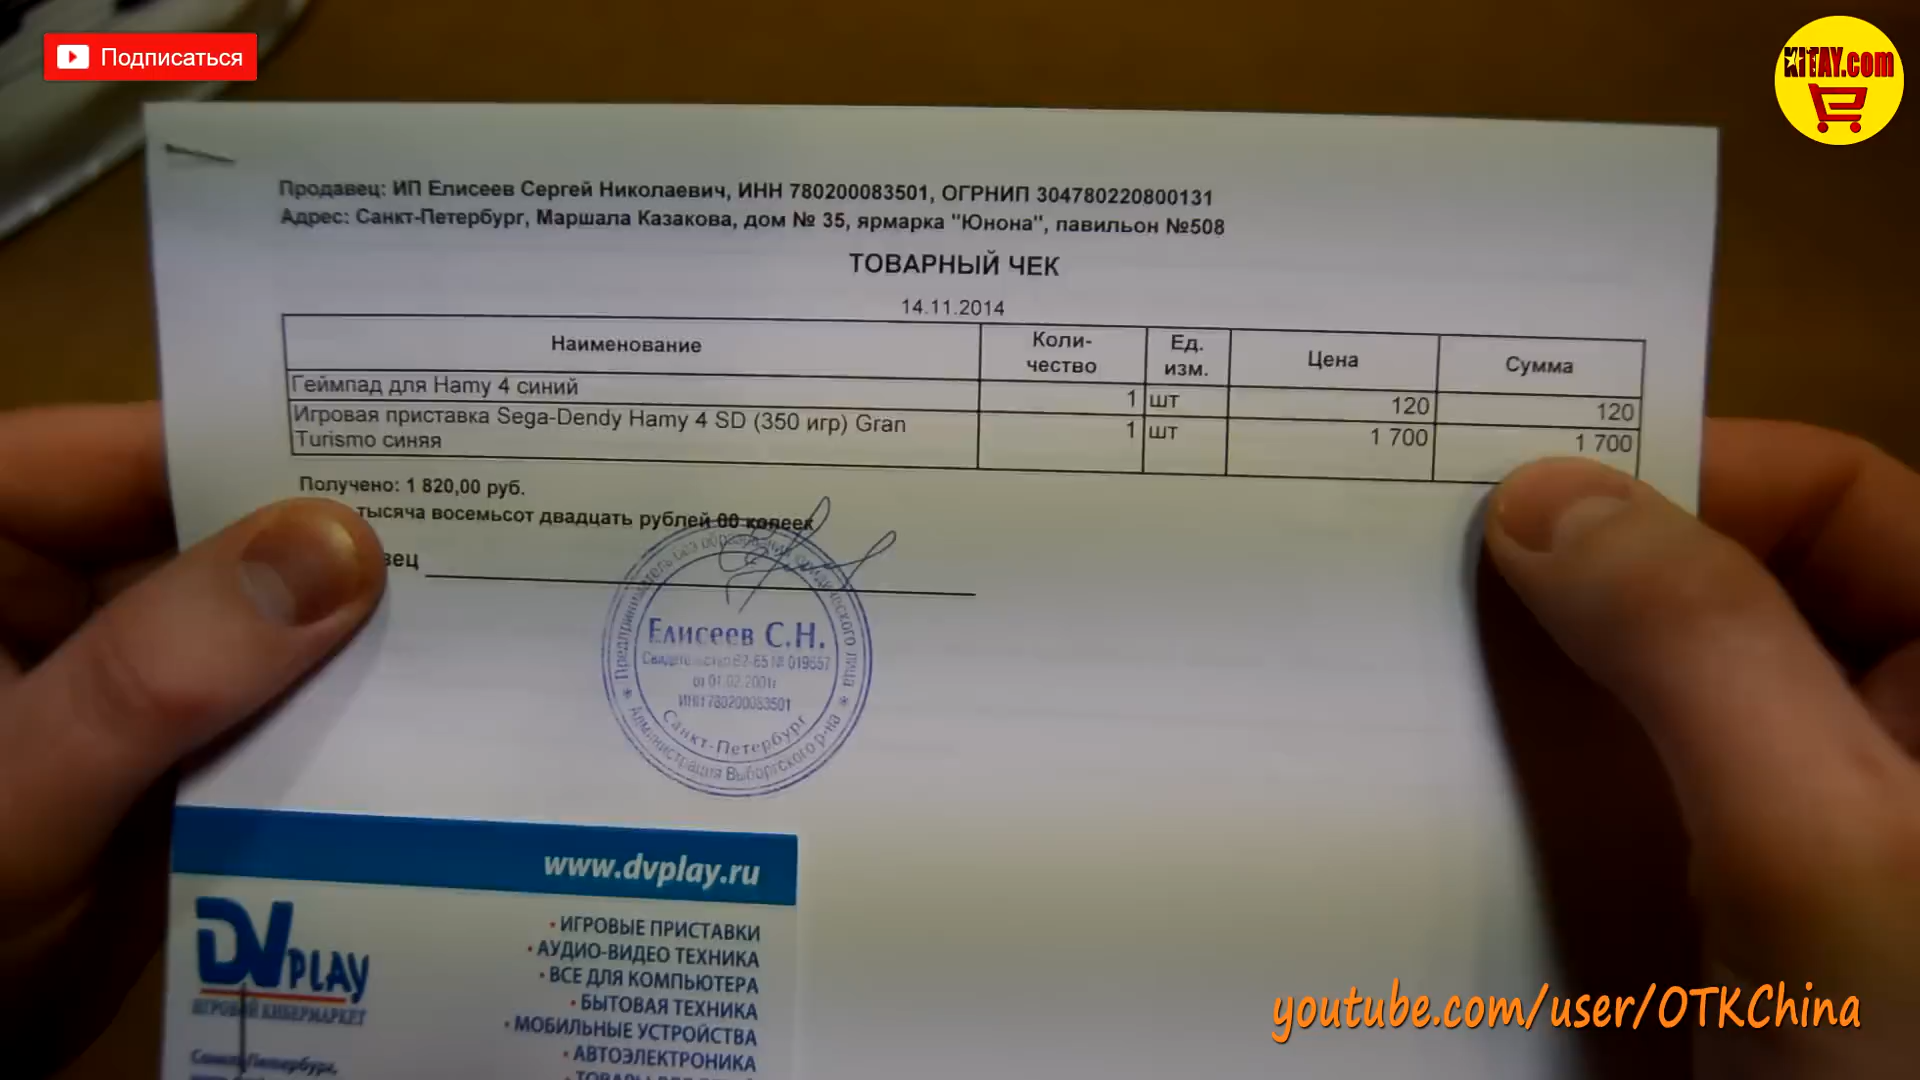 Подписаться
KITAY.com
Продавец: ИП Елисеев Сергей Николаевич, ИНН 780200083501, ОГРНИП 304780220800131
Адрес: Санкт-Петербург, Маршала Казакова, дом № 35, ярмарка "Юнона", павильон №508
ТОВАРНЫЙ ЧЕК
14.11.2014
Наименование Коли-чество Ед. изм. Цена Сумма
Геймпад для Hamy 4 синий 1 шт 120 120
Игровая приставка Sega-Dendy Hamy 4 SD (350 игр) Gran 1 шт 1 700 1 700
Turismo синяя
Получено: 1 820,00 руб.
тысяча восемьсот двадцать рублей 00 копеек
вец
Предприниматель без образования юридического лица
Елисеев С.Н.
Свидетельство 019657
от 01.02.2001г
ИНН 780200083501
Санкт-Петербург
Администрация Выборгского р-на
www.dvplay.ru
DVPLAY
ИГРОВОЙ КИБЕРМАРКЕТ
Санкт-Петербург,
• ИГРОВЫЕ ПРИСТАВКИ
• АУДИО-ВИДЕО ТЕХНИКА
• ВСЕ ДЛЯ КОМПЬЮТЕРА
• БЫТОВАЯ ТЕХНИКА
• МОБИЛЬНЫЕ УСТРОЙСТВА
• АВТОЭЛЕКТРОНИКА
youtube.com/user/OTKChina